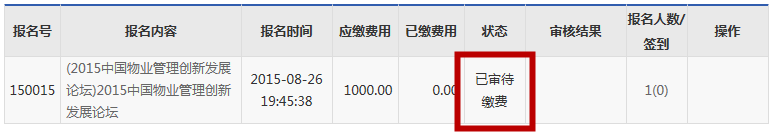 报名号 报名内容 报名时间 应缴费用 已缴费用 状态 审核结果 报名人数/签到 操作
150015 (2015中国物业管理创新发展论坛)2015中国物业管理创新发展论坛 2015-08-26 19:45:38 1000.00 0.00 已审待缴费 1(0)